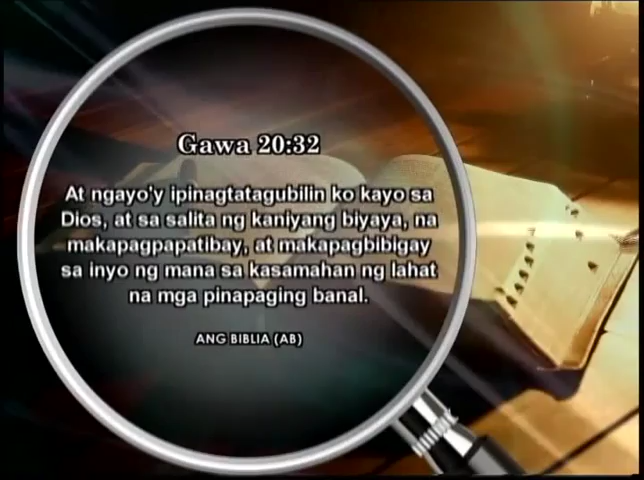 Gawa 20:32
At ngayo'y ipinagtatagubilin ko kayo sa
Dios, at sa salita ng kaniyang biyaya, na
makapagpapatibay, at makapagbibigay
sa inyo ng mana sa kasamahan ng lahat
na mga pinapaging banal.
ANG BIBLIA (AB)